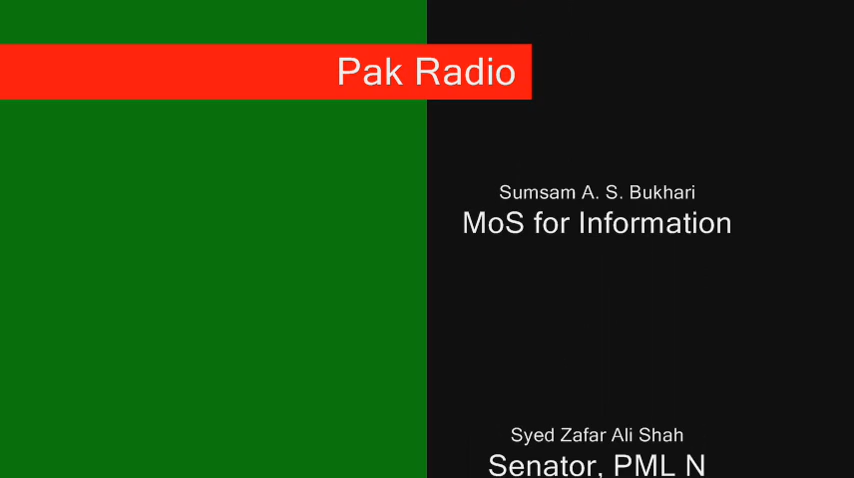 Pak Radio
Sumsam A. S. Bukhari
MoS for Information
Syed Zafar Ali Shah
Senator, PML N